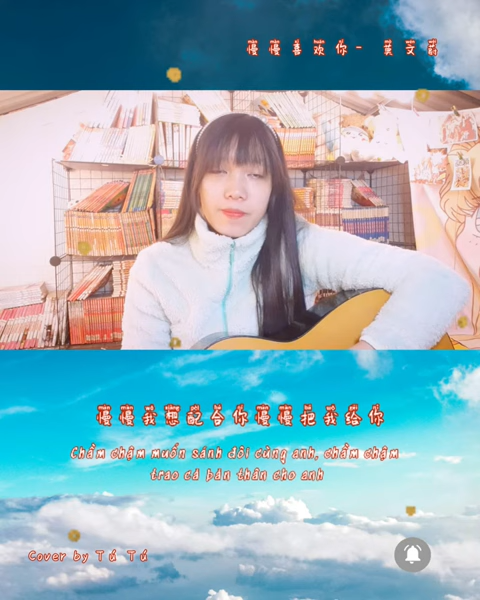 慢慢喜欢你 - 莫文蔚
慢慢我想配合你慢慢把我给你
Chầm chậm muốn sánh đôi cùng anh, chầm chậm
trao cả bản thân cho anh
Cover by Tú Tú